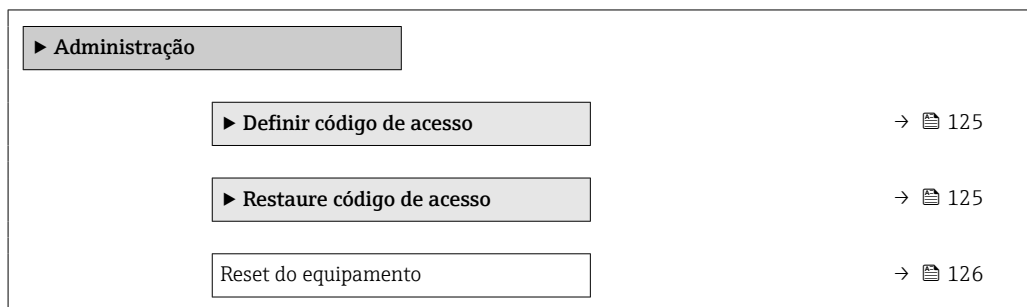 ▶ Administração
▶ Definir código de acesso → 125
▶ Restaure código de acesso → 125
Reset do equipamento → 126